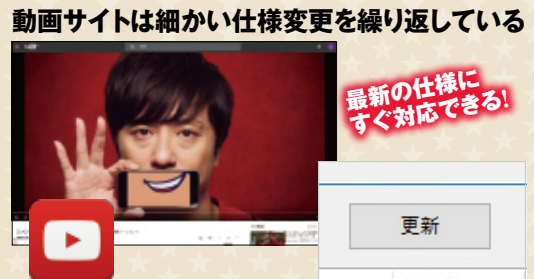 動画サイトは細かい仕様変更を繰り返している
最新の仕様に
すぐ対応できる!
更新